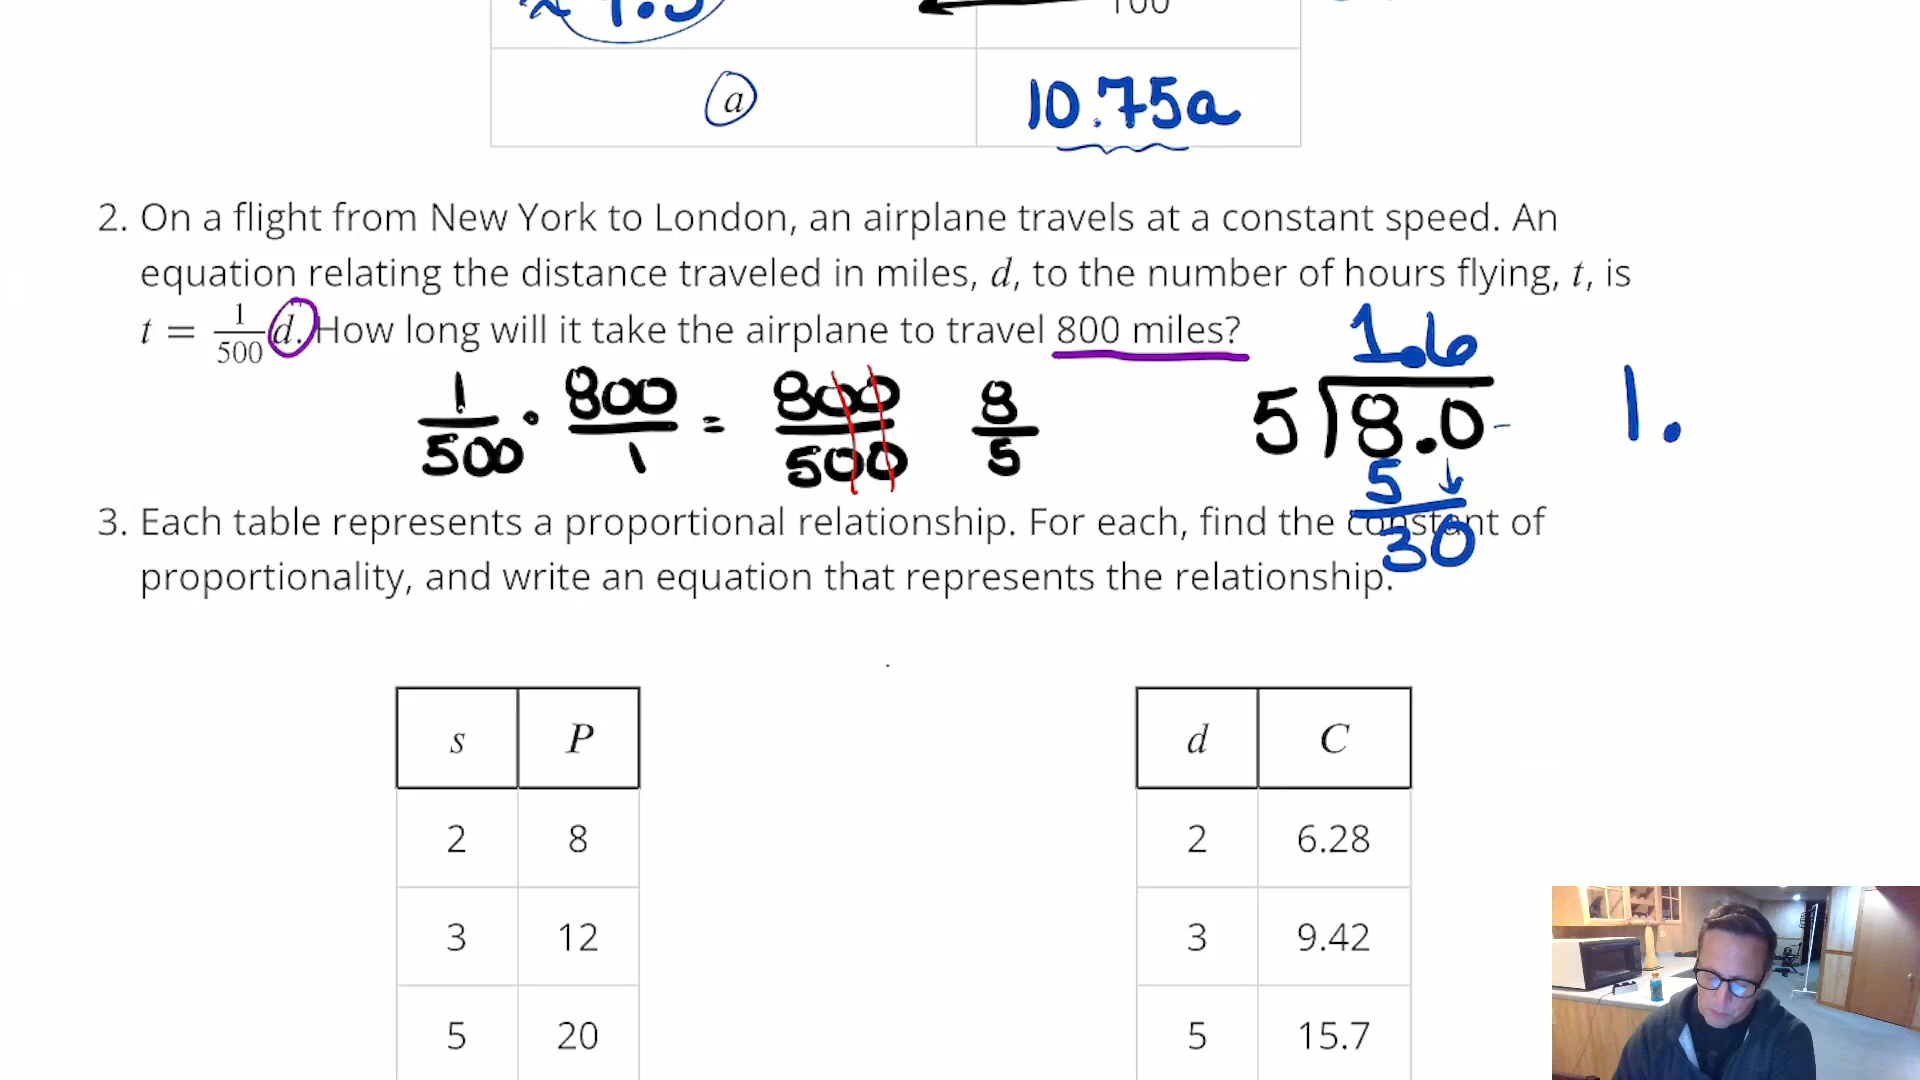 100
a 10.75a
2. On a flight from New York to London, an airplane travels at a constant speed. An
equation relating the distance traveled in miles, d, to the number of hours flying, t, is
t = 1/500 d. How long will it take the airplane to travel 800 miles?
1/500 · 800/1 = 800/500 8/5
1.6
5 8.0
1.
5
30
3. Each table represents a proportional relationship. For each, find the constant of
proportionality, and write an equation that represents the relationship.
s P
2 8
3 12
5 20
d C
2 6.28
3 9.42
5 15.7